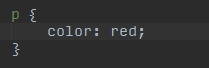 p {
    color: red;
}